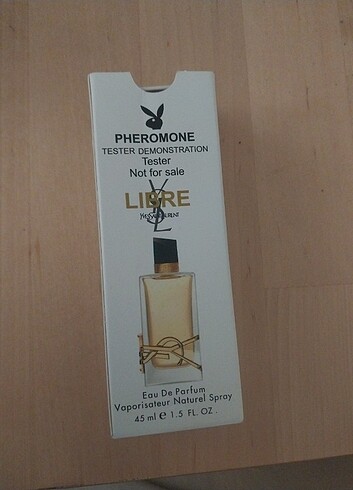 PHEROMONE
TESTER DEMONSTRATION
Tester
Not for sale
LIBRE
YSL
YVESSAINTLAURENT
Eau De Parfum
Vaporisateur Naturel Spray
45 ml e 1.5 FL. OZ.